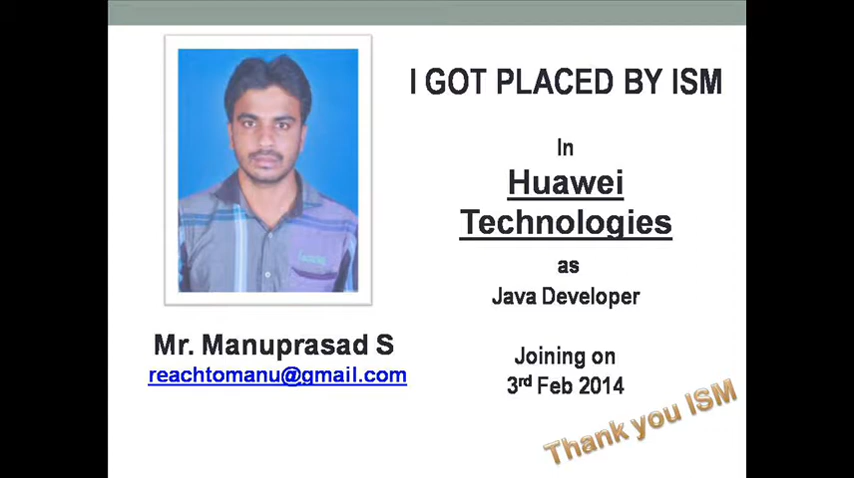 I GOT PLACED BY ISM
In
Huawei
Technologies
as
Java Developer
Joining on
3rd Feb 2014
Mr. Manuprasad S
reachtomanu@gmail.com
Thank you ISM